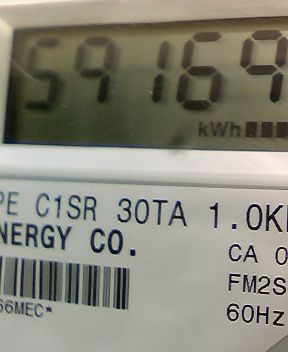 59169
kWh
PE C1SR 30TA 1.0K
NERGY CO.
CA 0
FM2S
66MEC*
60Hz